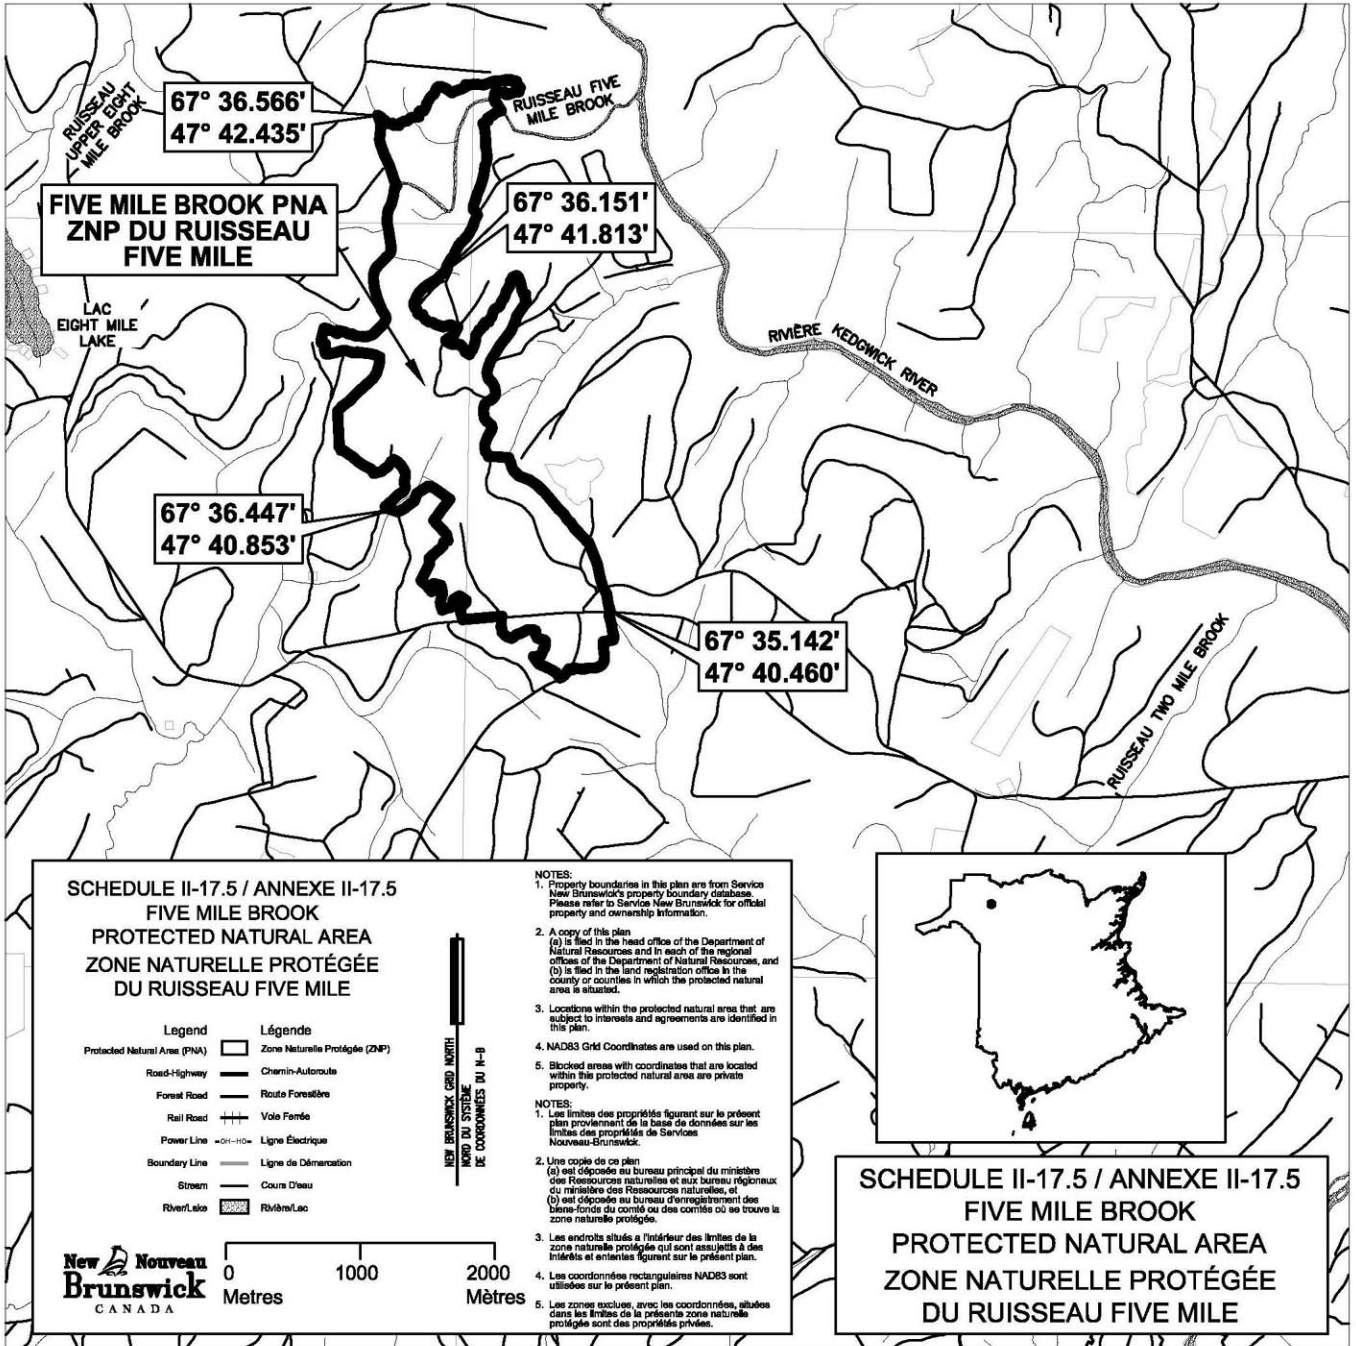 RUISSEAU
UPPER EIGHT
MILE BROOK
67° 36.566'
47° 42.435'
RUISSEAU FIVE
MILE BROOK
FIVE MILE BROOK PNA
ZNP DU RUISSEAU
FIVE MILE
67° 36.151'
47° 41.813'
LAC
EIGHT MILE
LAKE
RIVIÈRE KEDGWICK RIVER
67° 36.447'
47° 40.853'
67° 35.142'
47° 40.460'
RUISSEAU TWO MILE BROOK
SCHEDULE II-17.5 / ANNEXE II-17.5
FIVE MILE BROOK
PROTECTED NATURAL AREA
ZONE NATURELLE PROTÉGÉE
DU RUISSEAU FIVE MILE
Legend Légende
Protected Natural Area (PNA) Zone Naturelle Protégée (ZNP)
Road-Highway Chemin-Autoroute
Forest Road Route Forestière
Rail Road Voie Ferrée
Power Line OH-HO Ligne Électrique
Boundary Line Ligne de Démarcation
Stream Cours D'eau
River/Lake Rivière/Lac
NEW BRUNSWICK GRID NORTH
NORD DU SYSTÈME
DE COORDONNÉES DU N-B
New Nouveau
Brunswick
CANADA
0 1000 2000
Metres Mètres
NOTES:
1. Property boundaries in this plan are from Service
New Brunswick's property boundary database.
Please refer to Service New Brunswick for official
property and ownership information.
2. A copy of this plan
(a) is filed in the head office of the Department of
Natural Resources and in each of the regional
offices of the Department of Natural Resources, and
(b) is filed in the land registration office in the
county or counties in which the protected natural
area is situated.
3. Locations within the protected natural area that are
subject to interests and agreements are identified in
this plan.
4. NAD83 Grid Coordinates are used on this plan.
5. Blocked areas with coordinates that are located
within this protected natural area are private
property.
NOTES:
1. Les limites des propriétés figurant sur le présent
plan proviennent de la base de données sur les
limites des propriétés de Services
Nouveau-Brunswick.
2. Une copie de ce plan
(a) est déposée au bureau principal du ministère
des Ressources naturelles et aux bureau régionaux
du ministère des Ressources naturelles, et
(b) est déposée au bureau d'enregistrement des
biens-fonds du comté ou des comtés où se trouve la
zone naturelle protégée.
3. Les endroits situés a l'intérieur des limites de la
zone naturelle protégée qui sont assujettis à des
intérêts et ententes figurant sur le présent plan.
4. Les coordonnées rectangulaires NAD83 sont
utilisées sur le présent plan.
5. Les zones exclues, avec les coordonnées, situées
dans les limites de la présente zone naturelle
protégée sont des propriétés privées.
SCHEDULE II-17.5 / ANNEXE II-17.5
FIVE MILE BROOK
PROTECTED NATURAL AREA
ZONE NATURELLE PROTÉGÉE
DU RUISSEAU FIVE MILE